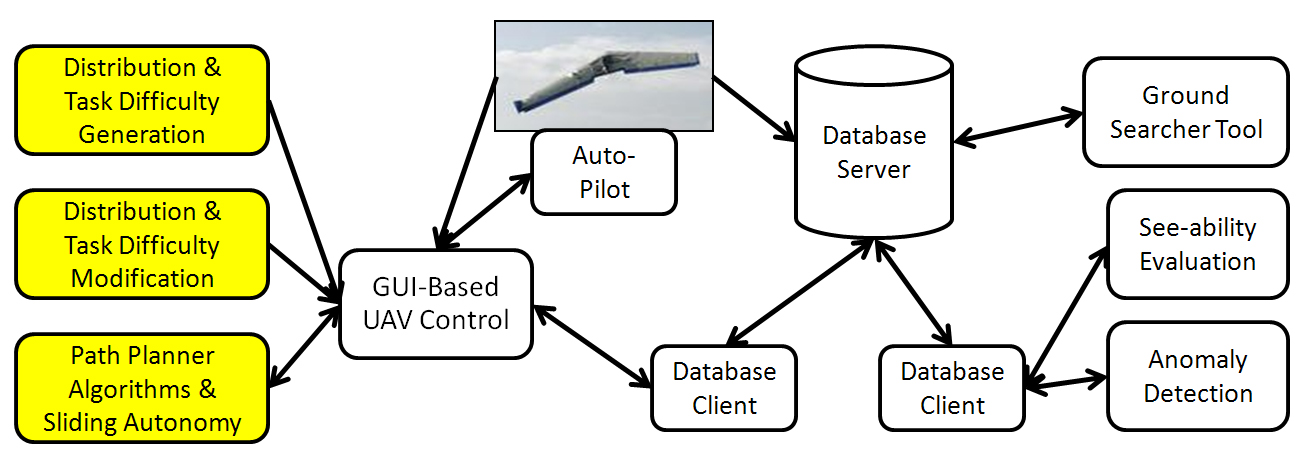 Distribution &
Task Difficulty
Generation
Distribution &
Task Difficulty
Modification
Path Planner
Algorithms &
Sliding Autonomy
GUI-Based
UAV Control
Auto-
Pilot
Database
Server
Database
Client
Database
Client
Ground
Searcher Tool
See-ability
Evaluation
Anomaly
Detection